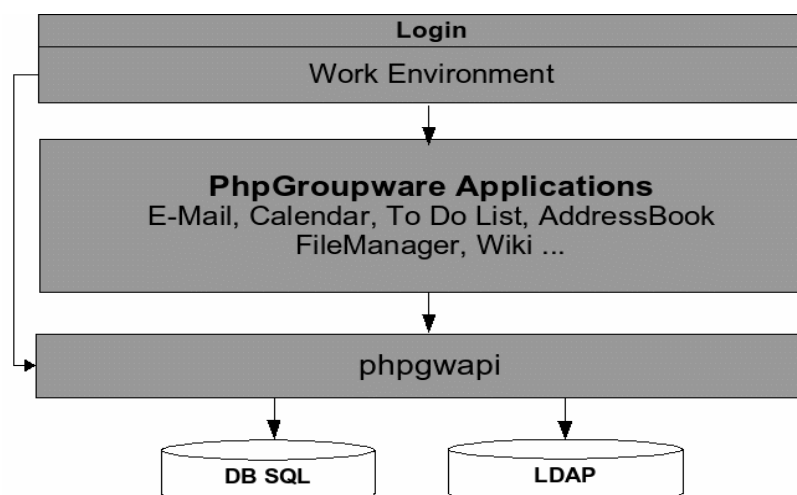 Login
Work Environment
PhpGroupware Applications
E-Mail, Calendar, To Do List, AddressBook
FileManager, Wiki ...
phpgwapi
DB SQL
LDAP